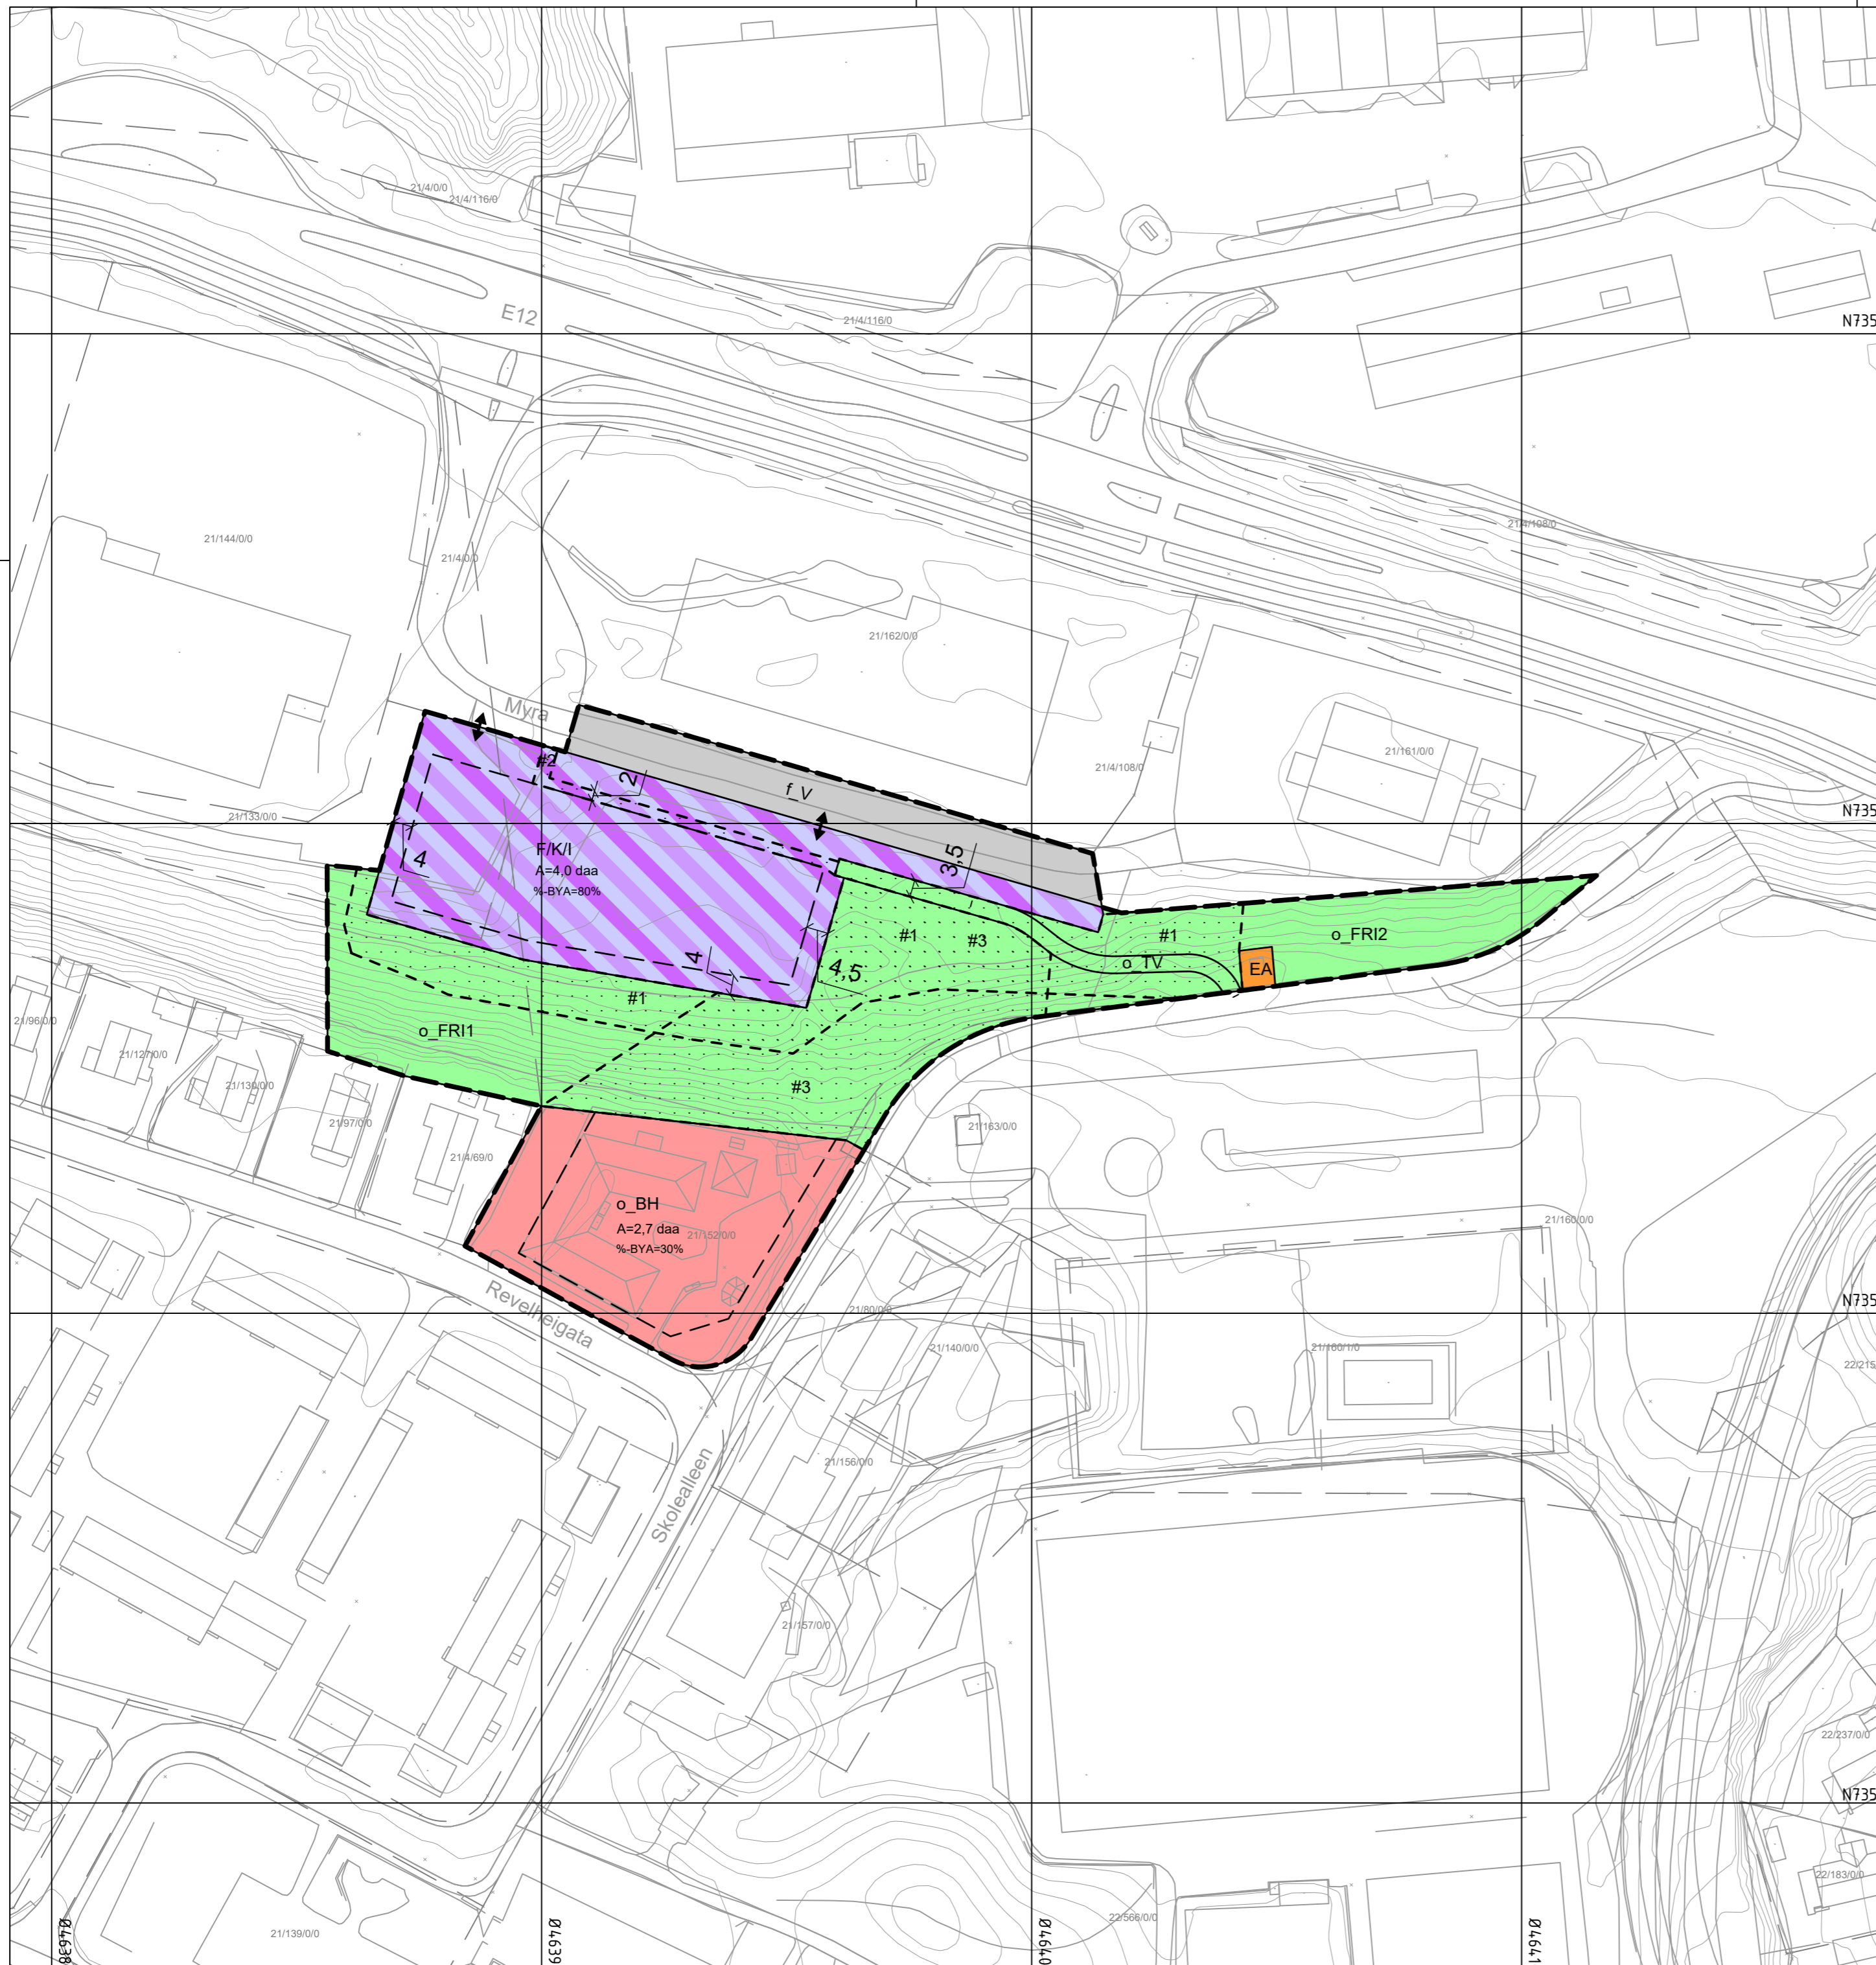 21/4/0/0
21/4/116/0
E12
21/4/116/0
N735
21/144/0/0
21/4/0/0
21/4/108/0
21/162/0/0
Myra
#2
2
f_V
21/4/108/0
21/161/0/0
N735
21/133/0/0
4
F/K/I
A=4,0 daa
%-BYA=80%
3,5
#1
#3
#1
o_FRI2
o_TV
EA
4
4,5
#1
o_FRI1
21/96/0/0
21/127/0/0
21/130/0/0
#3
21/97/0/0
21/163/0/0
21/4/69/0
o_BH
A=2,7 daa
21/152/0/0
%-BYA=30%
21/160/0/0
Revelheigata
21/80/0/0
N735
21/140/0/0
21/160/1/0
22/215
Skolealleen
21/156/0/0
21/157/0/0
22/237/0/0
N735
22/183/0/0
22/566/0/0
21/139/0/0
Ø4638
Ø4639
Ø4640
Ø4641